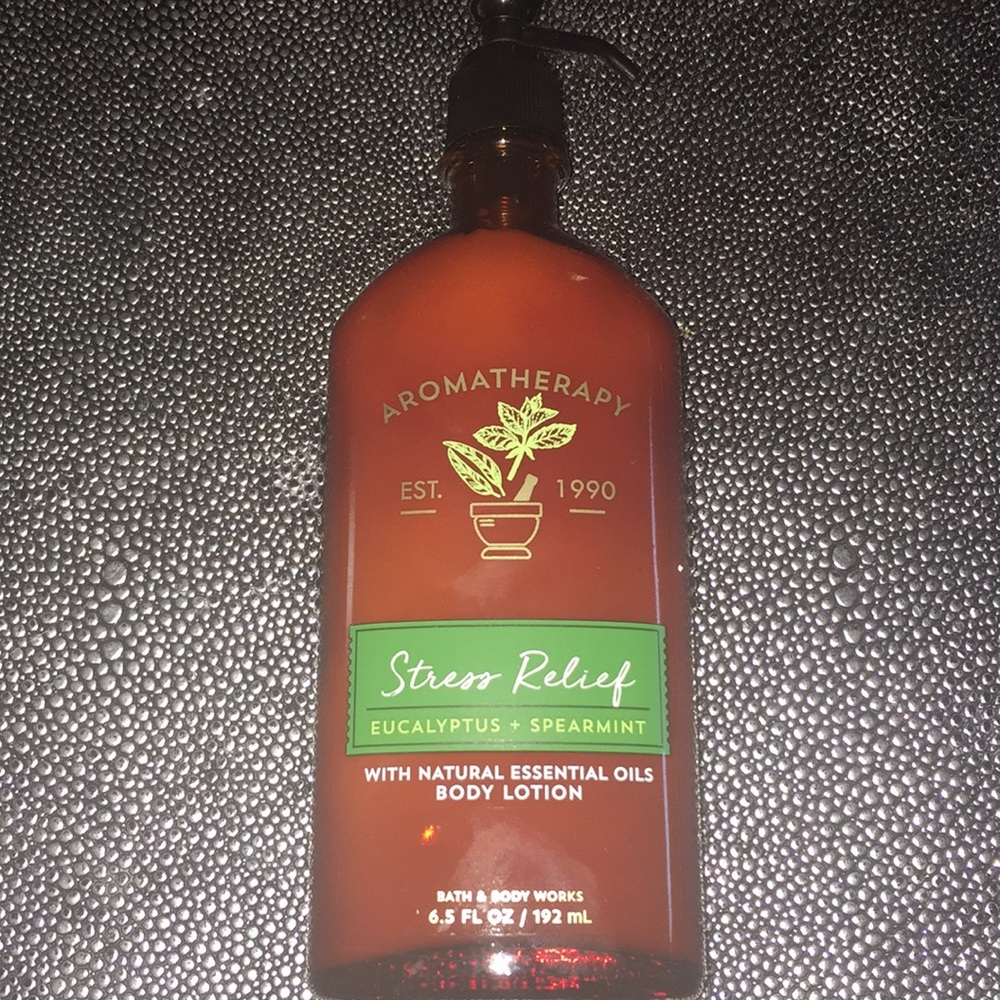 AROMATHERAPY
EST. 1990
Stress Relief
EUCALYPTUS + SPEARMINT
WITH NATURAL ESSENTIAL OILS
BODY LOTION
BATH & BODY WORKS
6.5 FL OZ / 192 mL